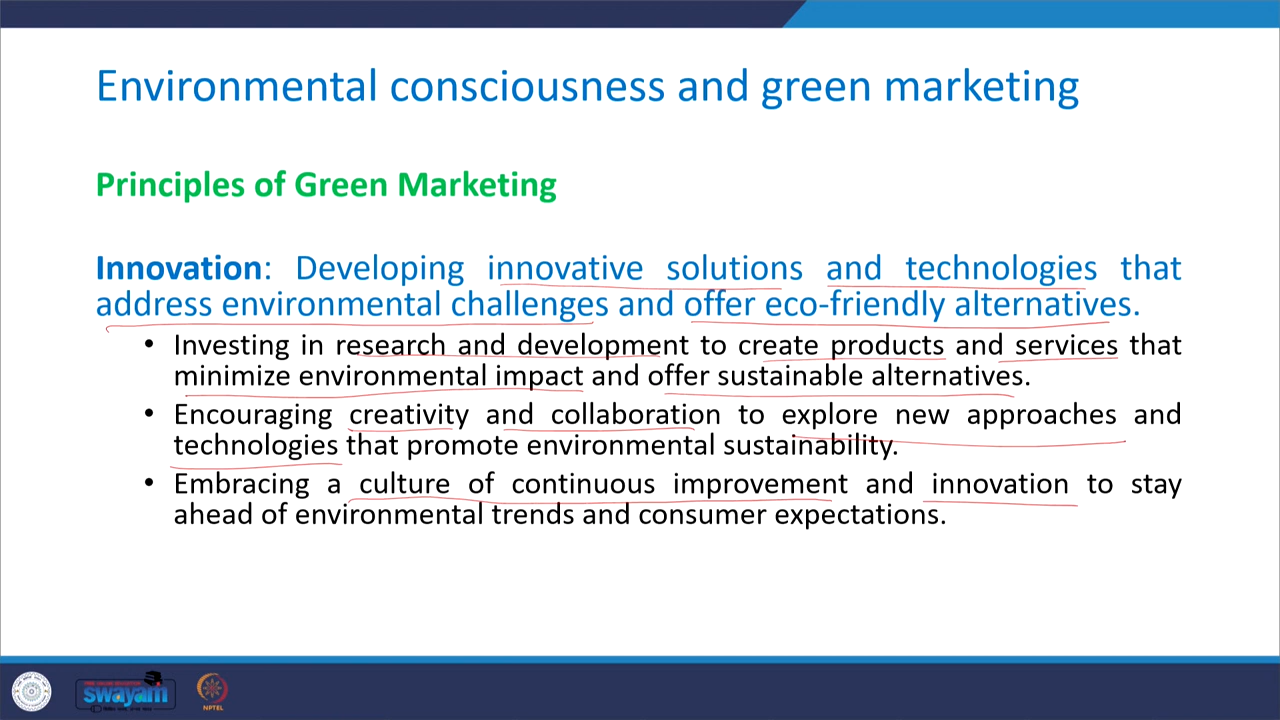 Environmental consciousness and green marketing
Principles of Green Marketing
Innovation: Developing innovative solutions and technologies that
address environmental challenges and offer eco-friendly alternatives.
• Investing in research and development to create products and services that
minimize environmental impact and offer sustainable alternatives.
• Encouraging creativity and collaboration to explore new approaches and
technologies that promote environmental sustainability.
• Embracing a culture of continuous improvement and innovation to stay
ahead of environmental trends and consumer expectations.
swayam
NPTEL